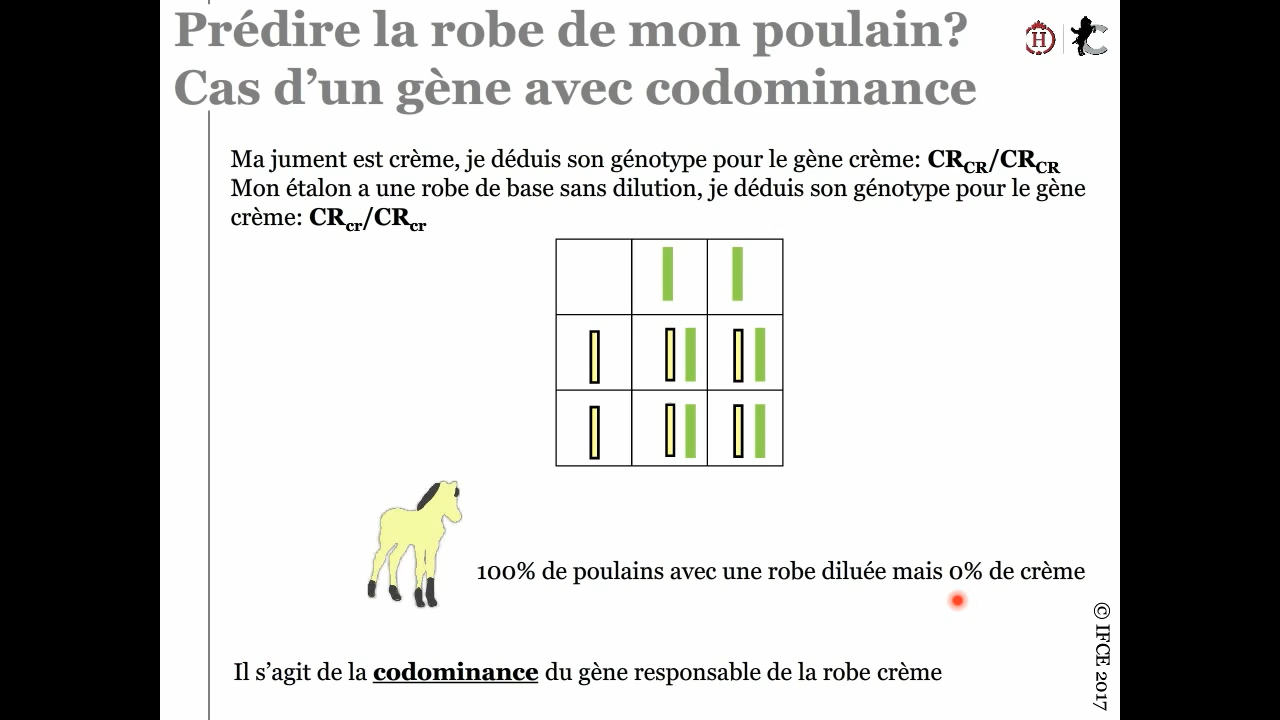 Prédire la robe de mon poulain?
Cas d’un gène avec codominance
H C
Ma jument est crème, je déduis son génotype pour le gène crème: CRCR/CRCR
Mon étalon a une robe de base sans dilution, je déduis son génotype pour le gène
crème: CRcr/CRcr
100% de poulains avec une robe diluée mais 0% de crème
Il s’agit de la codominance du gène responsable de la robe crème
© IFCE 2017